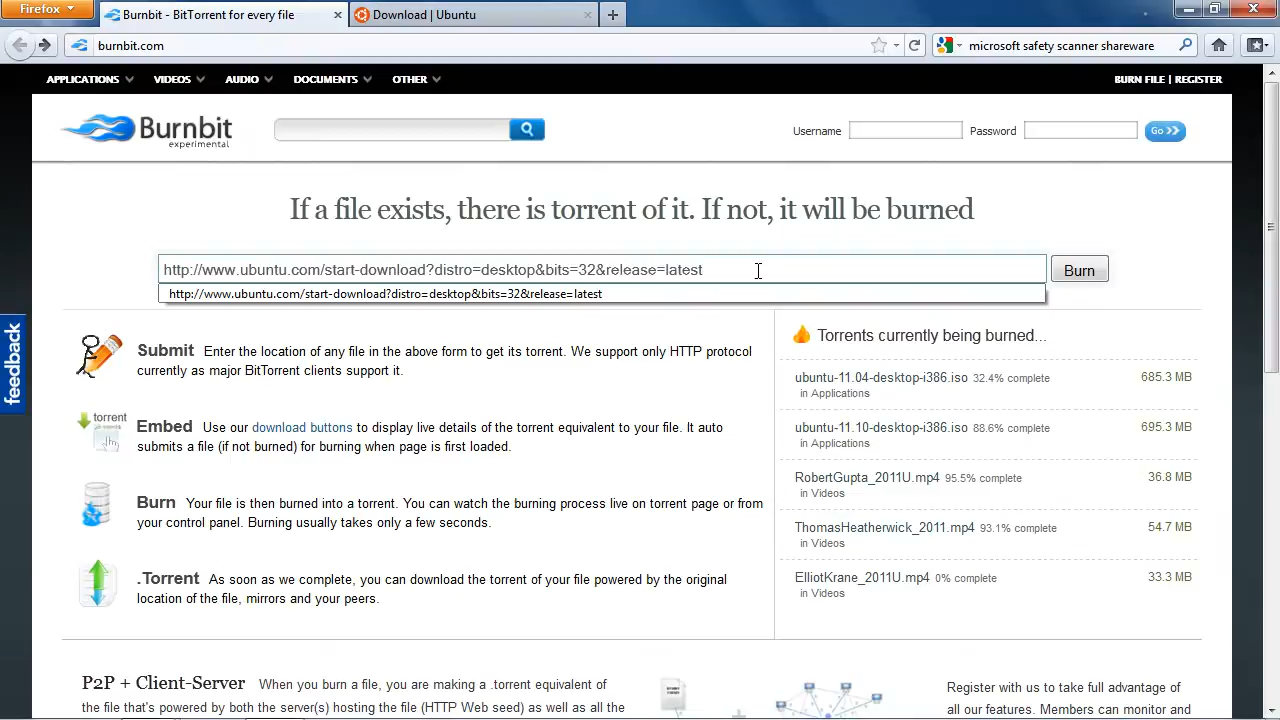 Firefox
Burnbit - BitTorrent for every file
Download | Ubuntu
burnbit.com
microsoft safety scanner shareware
APPLICATIONS VIDEOS AUDIO DOCUMENTS OTHER
BURN FILE | REGISTER
Burnbit
experimental
Username
Password
Go
If a file exists, there is torrent of it. If not, it will be burned
http://www.ubuntu.com/start-download?distro=desktop&bits=32&release=latest
Burn
http://www.ubuntu.com/start-download?distro=desktop&bits=32&release=latest
feedback
Submit Enter the location of any file in the above form to get its torrent. We support only HTTP protocol
currently as major BitTorrent clients support it.
torrent
Embed Use our download buttons to display live details of the torrent equivalent to your file. It auto
submits a file (if not burned) for burning when page is first loaded.
Burn Your file is then burned into a torrent. You can watch the burning process live on torrent page or from
your control panel. Burning usually takes only a few seconds.
.Torrent As soon as we complete, you can download the torrent of your file powered by the original
location of the file, mirrors and your peers.
Torrents currently being burned...
ubuntu-11.04-desktop-i386.iso 32.4% complete 685.3 MB
in Applications
ubuntu-11.10-desktop-i386.iso 88.6% complete 695.3 MB
in Applications
RobertGupta_2011U.mp4 95.5% complete 36.8 MB
in Videos
ThomasHeatherwick_2011.mp4 93.1% complete 54.7 MB
in Videos
ElliotKrane_2011U.mp4 0% complete 33.3 MB
in Videos
P2P + Client-Server When you burn a file, you are making a .torrent equivalent of
the file that's powered by both the server(s) hosting the file (HTTP Web seed) as well as all the
Register with us to take full advantage of
all our features. Members can monitor and